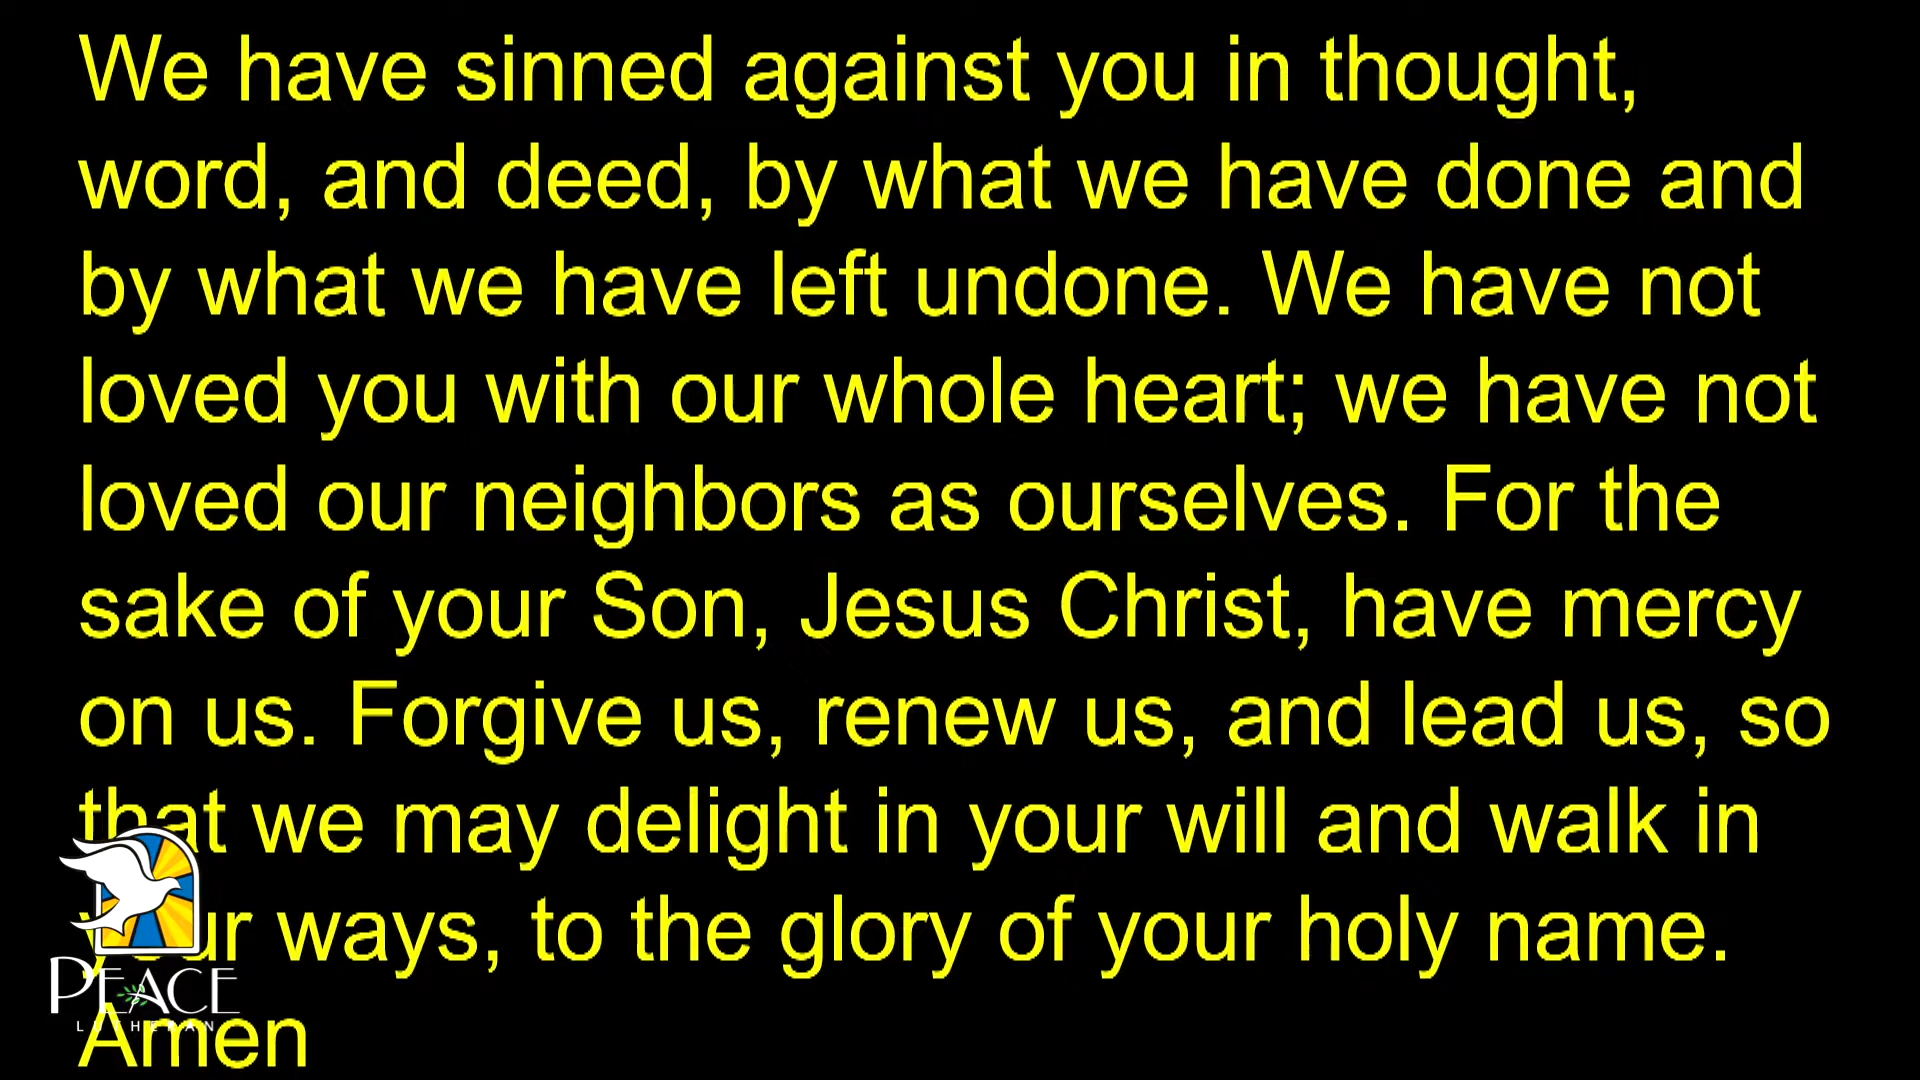 We have sinned against you in thought,
word, and deed, by what we have done and
by what we have left undone. We have not
loved you with our whole heart; we have not
loved our neighbors as ourselves. For the
sake of your Son, Jesus Christ, have mercy
on us. Forgive us, renew us, and lead us, so
that we may delight in your will and walk in
your ways, to the glory of your holy name.
PEACE
LUTHERAN
Amen